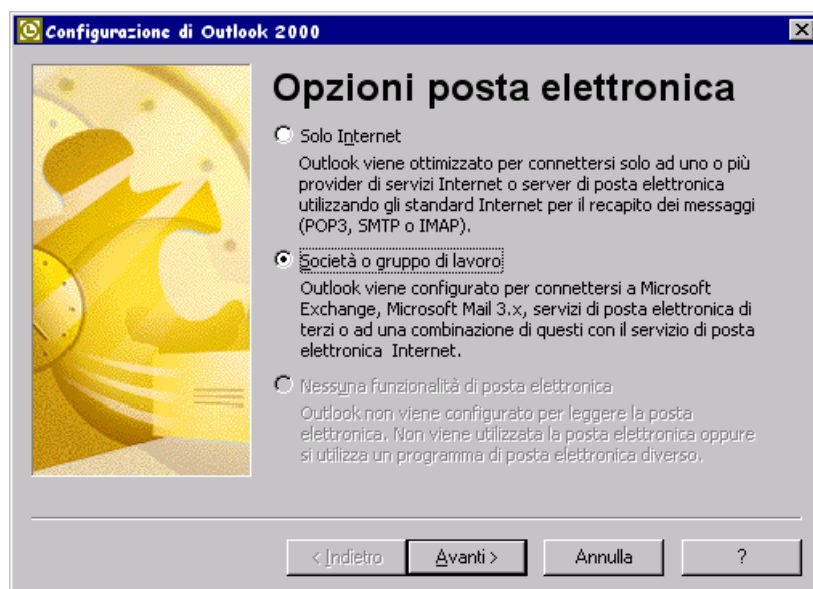 Configurazione di Outlook 2000
Opzioni posta elettronica
Solo Internet
Outlook viene ottimizzato per connettersi solo ad uno o più
provider di servizi Internet o server di posta elettronica
utilizzando gli standard Internet per il recapito dei messaggi
(POP3, SMTP o IMAP).
Società o gruppo di lavoro
Outlook viene configurato per connettersi a Microsoft
Exchange, Microsoft Mail 3.x, servizi di posta elettronica di
terzi o ad una combinazione di questi con il servizio di posta
elettronica Internet.
Nessuna funzionalità di posta elettronica
Outlook non viene configurato per leggere la posta
elettronica. Non viene utilizzata la posta elettronica oppure
si utilizza un programma di posta elettronica diverso.
< Indietro Avanti > Annulla ?